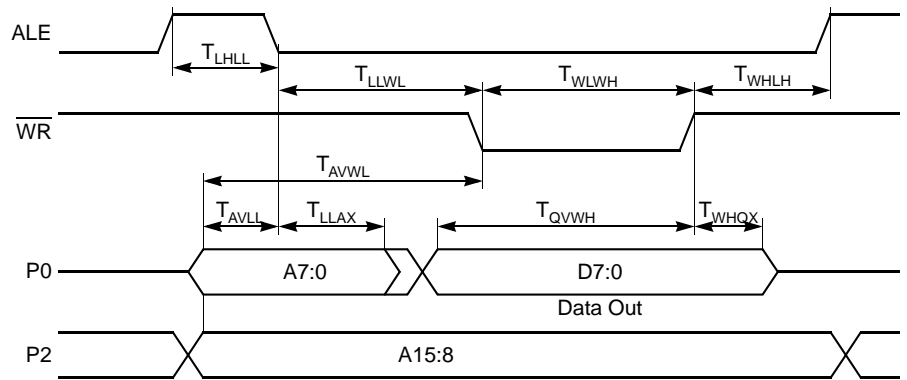 ALE
T_LHLL
T_LLWL T_WLWH T_WHLH
W̅R̅
T_AVWL
T_AVLL T_LLAX T_QVWH T_WHQX
P0 A7:0 D7:0
Data Out
P2 A15:8